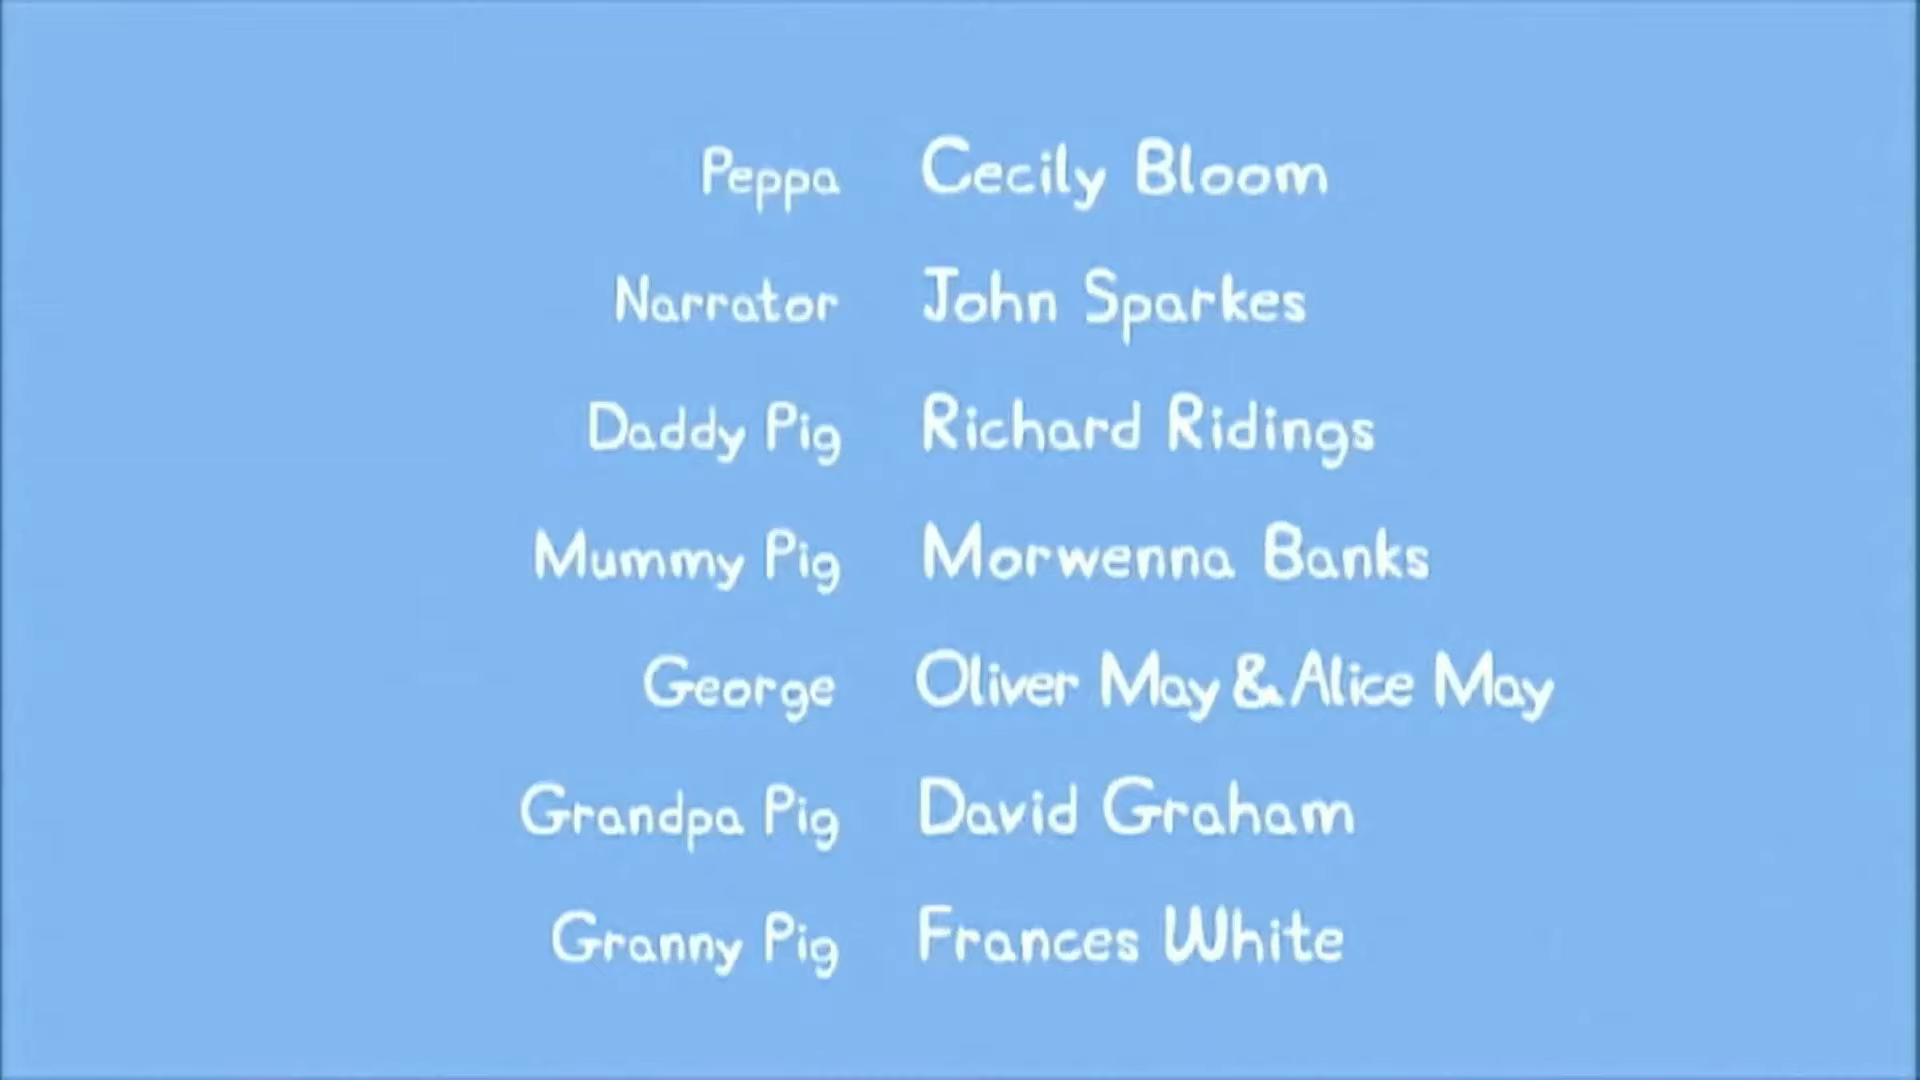 Peppa Cecily Bloom
Narrator John Sparkes
Daddy Pig Richard Ridings
Mummy Pig Morwenna Banks
George Oliver May & Alice May
Grandpa Pig David Graham
Granny Pig Frances White